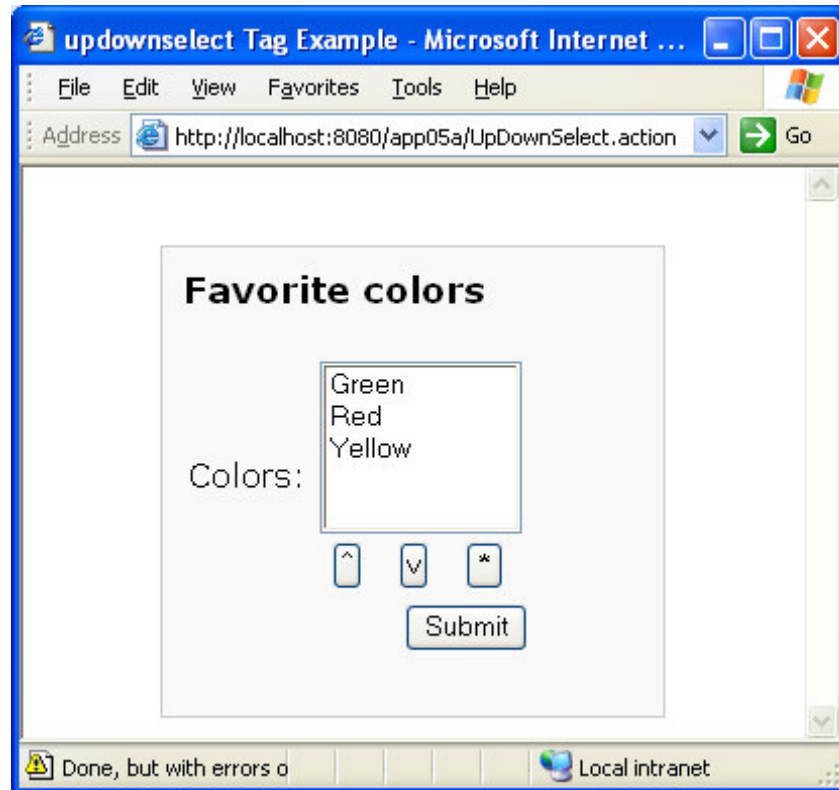 updownselect Tag Example - Microsoft Internet ...
File Edit View Favorites Tools Help
Address http://localhost:8080/app05a/UpDownSelect.action Go
Favorite colors
Green
Red
Yellow
Colors:
^ v *
Submit
Done, but with errors o Local intranet